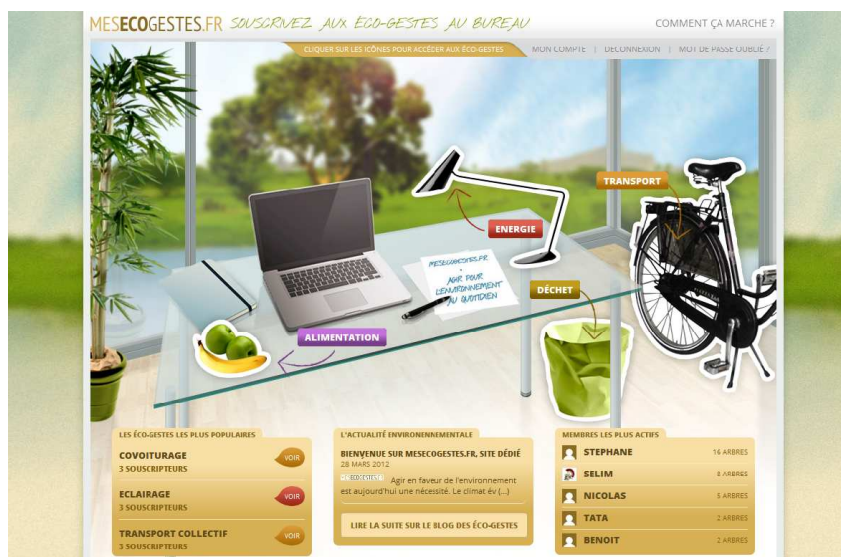 MESECOGESTES.FR SOUSCRIVEZ AUX ÉCO-GESTES AU BUREAU
COMMENT ÇA MARCHE ?
CLIQUER SUR LES ICÔNES POUR ACCÉDER AUX ÉCO-GESTES
MON COMPTE | DECONNEXION | MOT DE PASSE OUBLIÉ ?
TRANSPORT
ENERGIE
MESECOGESTES.FR
-
AGIR POUR
L'ENVIRONNEMENT
AU QUOTIDIEN
DÉCHET
ALIMENTATION
LES ÉCO-GESTES LES PLUS POPULAIRES
COVOITURAGE
3 SOUSCRIPTEURS
VOIR
ECLAIRAGE
3 SOUSCRIPTEURS
VOIR
TRANSPORT COLLECTIF
3 SOUSCRIPTEURS
VOIR
L'ACTUALITÉ ENVIRONENNEMENTALE
BIENVENUE SUR MESECOGESTES.FR, SITE DÉDIÉ
28 MARS 2012
Agir en faveur de l'environnement
est aujourd'hui une nécessité. Le climat év (...)
LIRE LA SUITE SUR LE BLOG DES ÉCO-GESTES
MEMBRES LES PLUS ACTIFS
STEPHANE 16 ARBRES
SELIM 8 ARBRES
NICOLAS 5 ARBRES
TATA 2 ARBRES
BENOIT 2 ARBRES